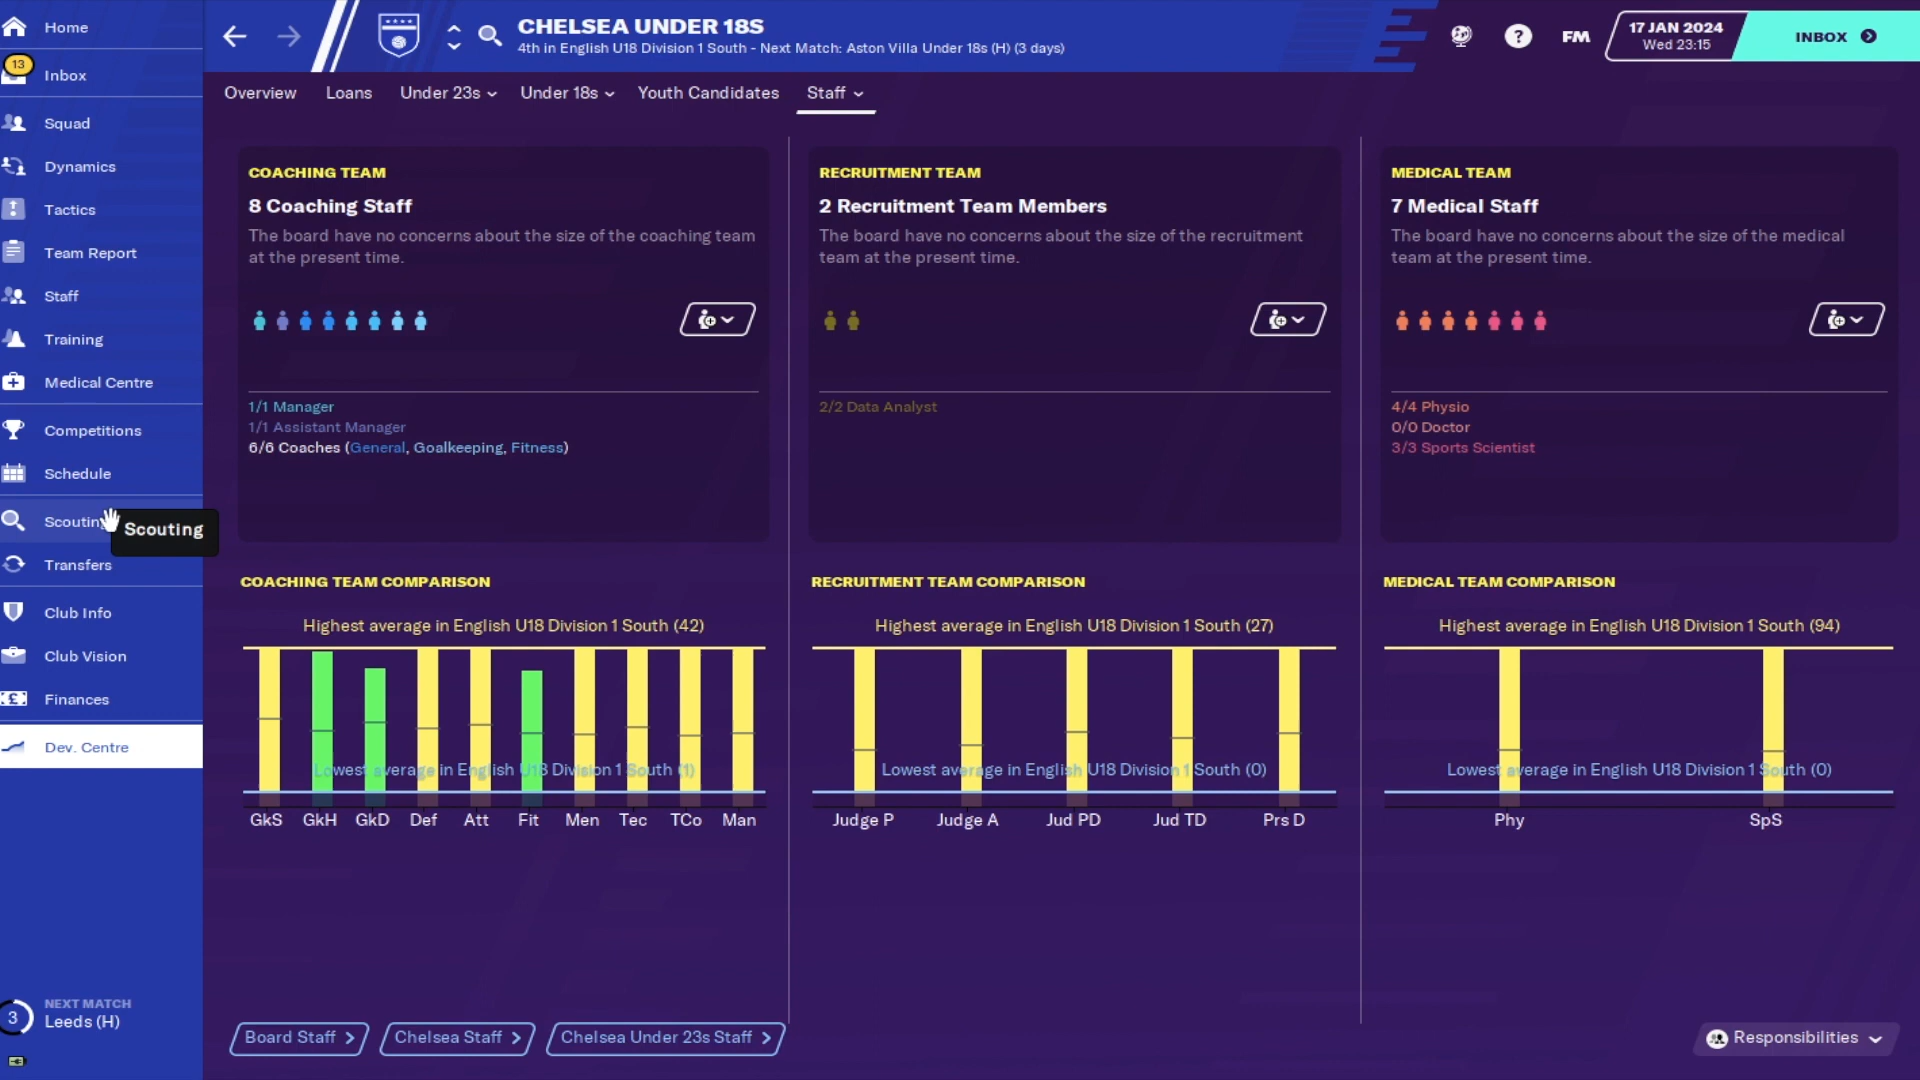 Home
13
Inbox
Squad
Dynamics
Tactics
Team Report
Staff
Training
Medical Centre
Competitions
Schedule
Scouting
Scouting
Transfers
Club Info
Club Vision
Finances
Dev. Centre
3
NEXT MATCH
Leeds (H)
CHELSEA UNDER 18S
4th in English U18 Division 1 South - Next Match: Aston Villa Under 18s (H) (3 days)
?
FM
17 JAN 2024
Wed 23:15
INBOX
Overview
Loans
Under 23s
Under 18s
Youth Candidates
Staff
COACHING TEAM
8 Coaching Staff
The board have no concerns about the size of the coaching team
at the present time.
1/1 Manager
1/1 Assistant Manager
6/6 Coaches (General, Goalkeeping, Fitness)
RECRUITMENT TEAM
2 Recruitment Team Members
The board have no concerns about the size of the recruitment
team at the present time.
2/2 Data Analyst
MEDICAL TEAM
7 Medical Staff
The board have no concerns about the size of the medical
team at the present time.
4/4 Physio
0/0 Doctor
3/3 Sports Scientist
COACHING TEAM COMPARISON
Highest average in English U18 Division 1 South (42)
Lowest average in English U18 Division 1 South (1)
GkS GkH GkD Def Att Fit Men Tec TCo Man
RECRUITMENT TEAM COMPARISON
Highest average in English U18 Division 1 South (27)
Lowest average in English U18 Division 1 South (0)
Judge P Judge A Jud PD Jud TD Prs D
MEDICAL TEAM COMPARISON
Highest average in English U18 Division 1 South (94)
Lowest average in English U18 Division 1 South (0)
Phy SpS
Board Staff
Chelsea Staff
Chelsea Under 23s Staff
Responsibilities